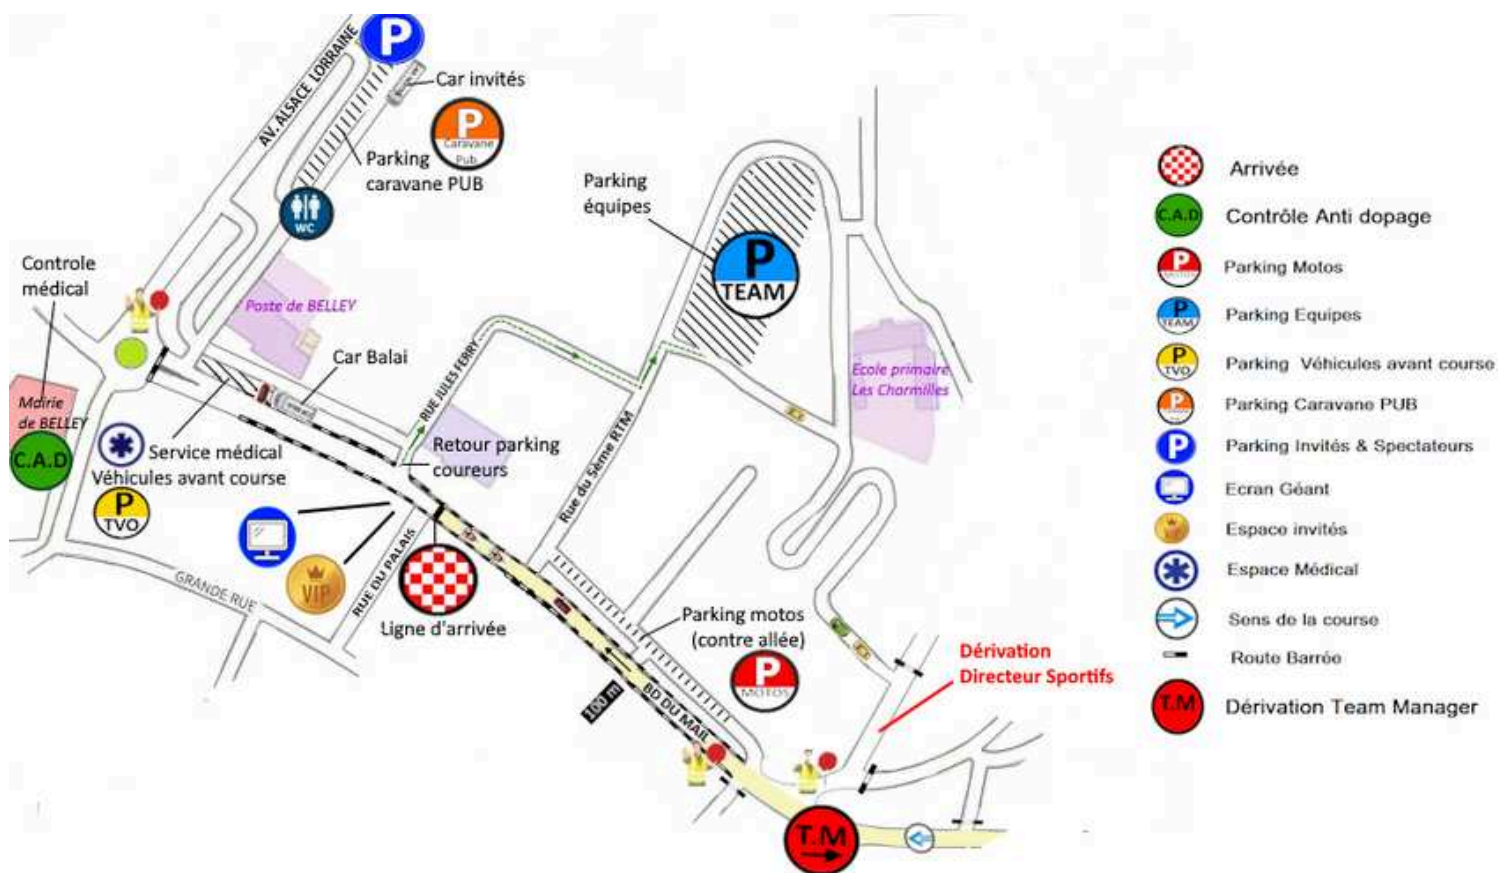 AV. ALSACE LORRAINE
P
Car invités
P
Caravane
Pub
Parking
caravane PUB
WC
Parking
équipes
P
TEAM
Controle
médical
Poste de BELLEY
Car Balai
RUE JULES FERRY
Ecole primaire
Les Chormilles
Mairie
de BELLEY
C.A.D
Service médical
Véhicules avant course
P
TVO
Retour parking
coureurs
Rue du 5ème RTM
VIP
RUE DU PALAIS
GRANDE RUE
Ligne d'arrivée
Parking motos
(contre allée)
P
MOTOS
100 m
BD DU MAIL
Dérivation
Directeur Sportifs
T.M
Arrivée
C.A.D Contrôle Anti dopage
P MOTOS Parking Motos
P TEAM Parking Equipes
P TVO Parking Véhicules avant course
P Parking Caravane PUB
P Parking Invités & Spectateurs
Ecran Géant
VIP Espace invités
Espace Médical
Sens de la course
Route Barrée
T.M Dérivation Team Manager